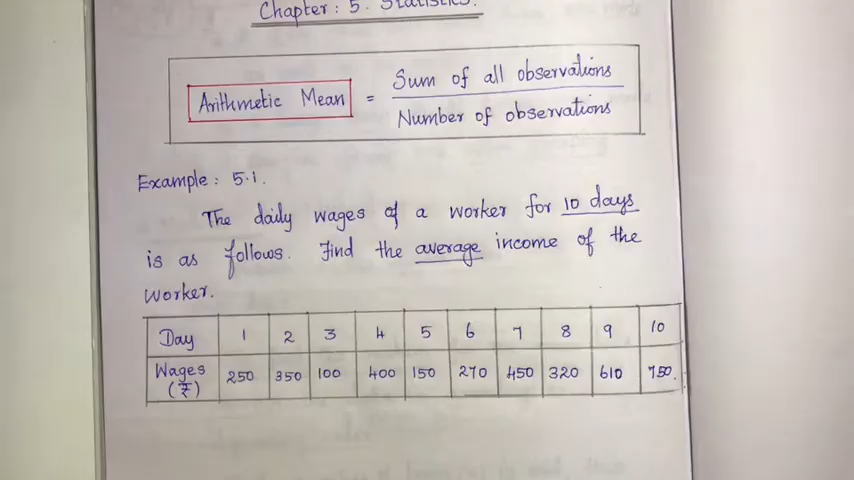 Chapter : 5. Statistics.
Arithmetic Mean = Sum of all observations
Number of observations
Example : 5.1.
The daily wages of a worker for 10 days
is as follows. Find the average income of the
worker.
Day 1 2 3 4 5 6 7 8 9 10
Wages (₹) 250 350 100 400 150 270 450 320 610 750